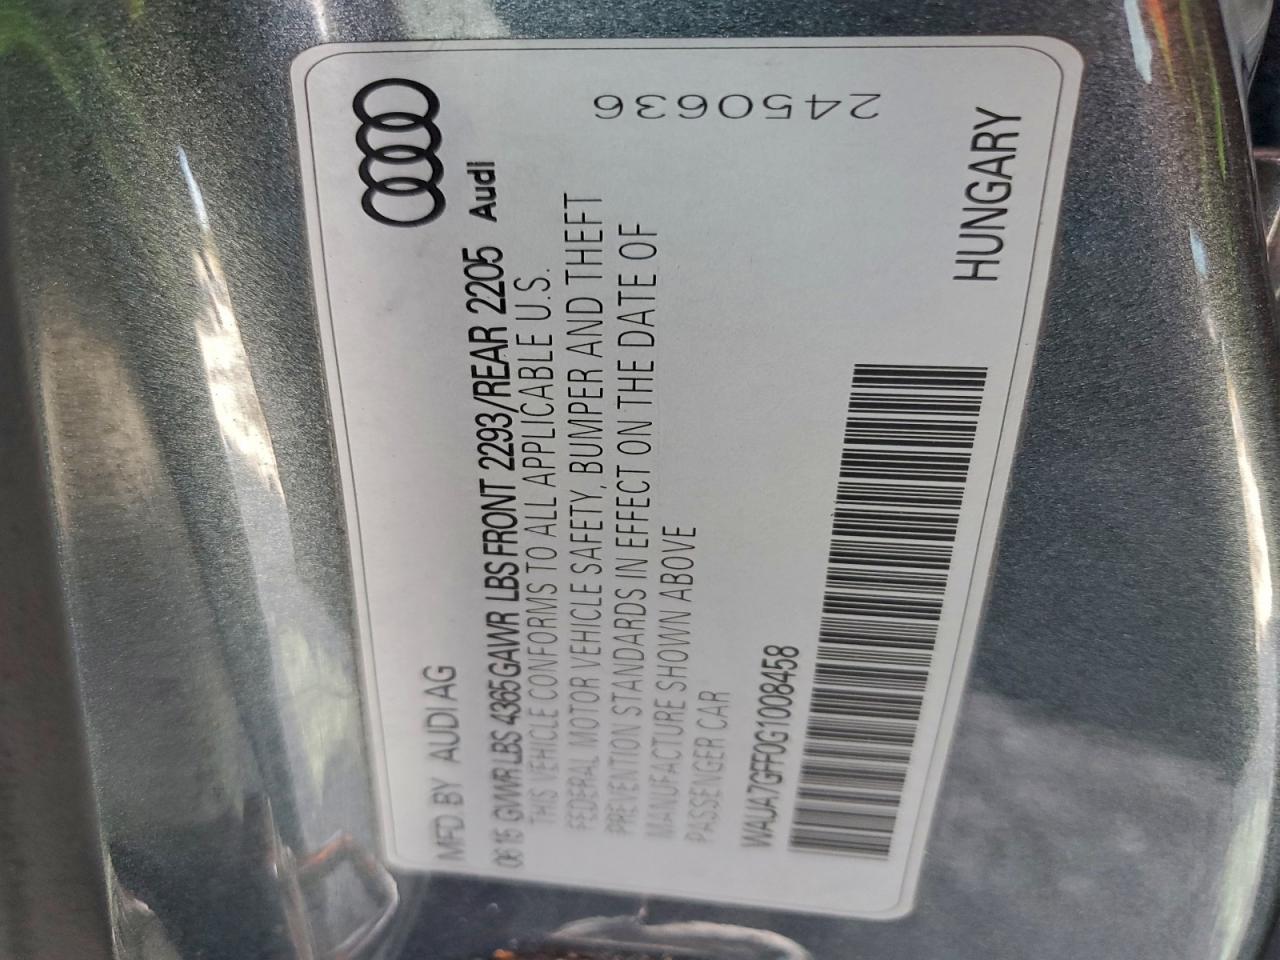 MFD BY AUDI AG
06 15 GVWR LBS 4365 GAWR LBS FRONT 2293/REAR 2205 Audi
THIS VEHICLE CONFORMS TO ALL APPLICABLE U.S.
FEDERAL MOTOR VEHICLE SAFETY, BUMPER AND THEFT
PREVENTION STANDARDS IN EFFECT ON THE DATE OF
MANUFACTURE SHOWN ABOVE
PASSENGER CAR
WAUA7GFF0G1008458
HUNGARY
2450636